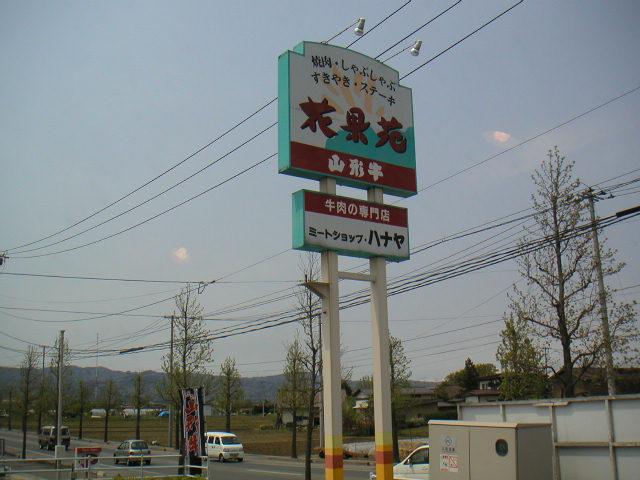 焼肉・しゃぶしゃぶ
すきやき・ステーキ
花果苑
山形牛
牛肉の専門店
ミートショップ・ハナヤ